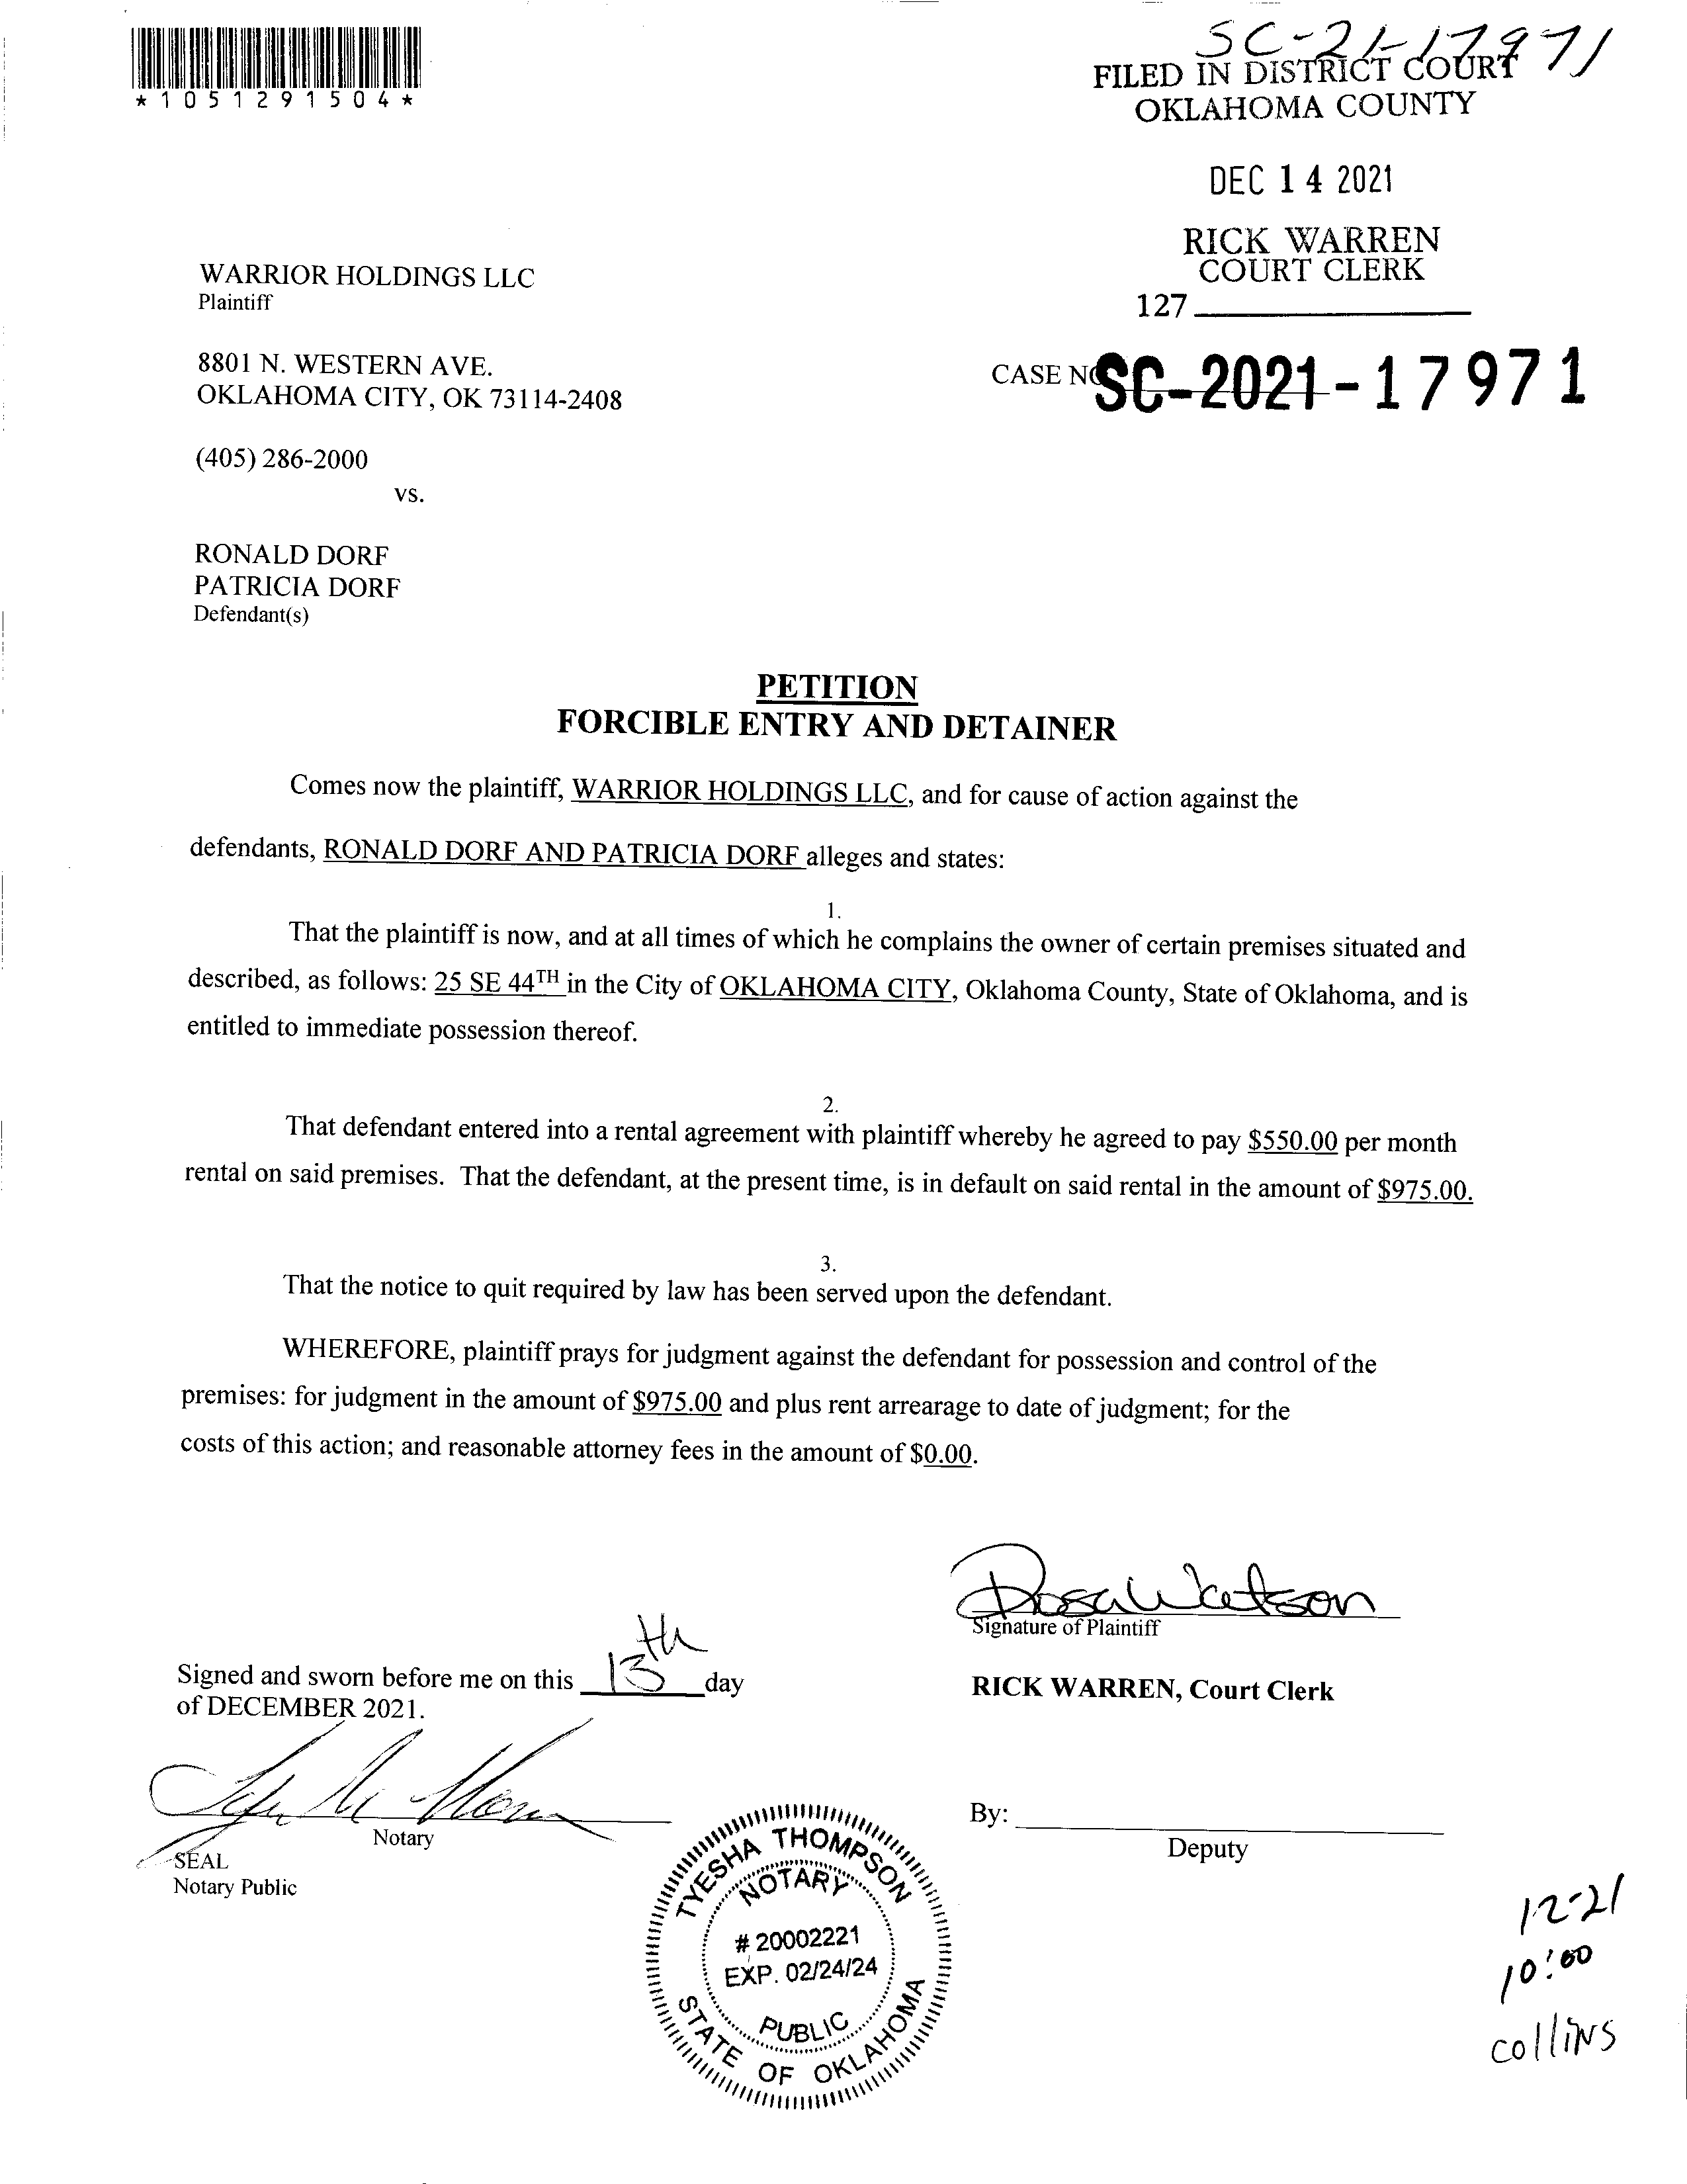 SC-21-17971
*1051291504*
FILED IN DISTRICT COURT
OKLAHOMA COUNTY
DEC 14 2021
RICK WARREN
COURT CLERK
127
WARRIOR HOLDINGS LLC
Plaintiff
8801 N. WESTERN AVE.
OKLAHOMA CITY, OK 73114-2408
CASE NO SC-2021-17971
(405) 286-2000
vs.
RONALD DORF
PATRICIA DORF
Defendant(s)
PETITION
FORCIBLE ENTRY AND DETAINER
Comes now the plaintiff, WARRIOR HOLDINGS LLC, and for cause of action against the
defendants, RONALD DORF AND PATRICIA DORF alleges and states:
1.
That the plaintiff is now, and at all times of which he complains the owner of certain premises situated and
described, as follows: 25 SE 44TH in the City of OKLAHOMA CITY, Oklahoma County, State of Oklahoma, and is
entitled to immediate possession thereof.
2.
That defendant entered into a rental agreement with plaintiff whereby he agreed to pay $550.00 per month
rental on said premises. That the defendant, at the present time, is in default on said rental in the amount of $975.00.
3.
That the notice to quit required by law has been served upon the defendant.
WHEREFORE, plaintiff prays for judgment against the defendant for possession and control of the
premises: for judgment in the amount of $975.00 and plus rent arrearage to date of judgment; for the
costs of this action; and reasonable attorney fees in the amount of $0.00.
Rosa Watson
Signature of Plaintiff
Signed and sworn before me on this 13th day
of DECEMBER 2021.
RICK WARREN, Court Clerk
Notary
SEAL
Notary Public
By:
Deputy
TYESHA THOMPSON
NOTARY
# 20002221
EXP. 02/24/24
PUBLIC
STATE OF OKLAHOMA
12-21
10:00
collins